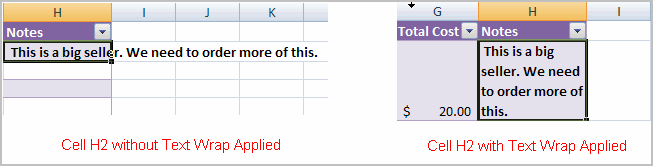 H I J K
Notes
This is a big seller. We need to order more of this.
Cell H2 without Text Wrap Applied
G H I
Total Cost Notes
This is a big
seller. We need
to order more of
$ 20.00 this.
Cell H2 with Text Wrap Applied